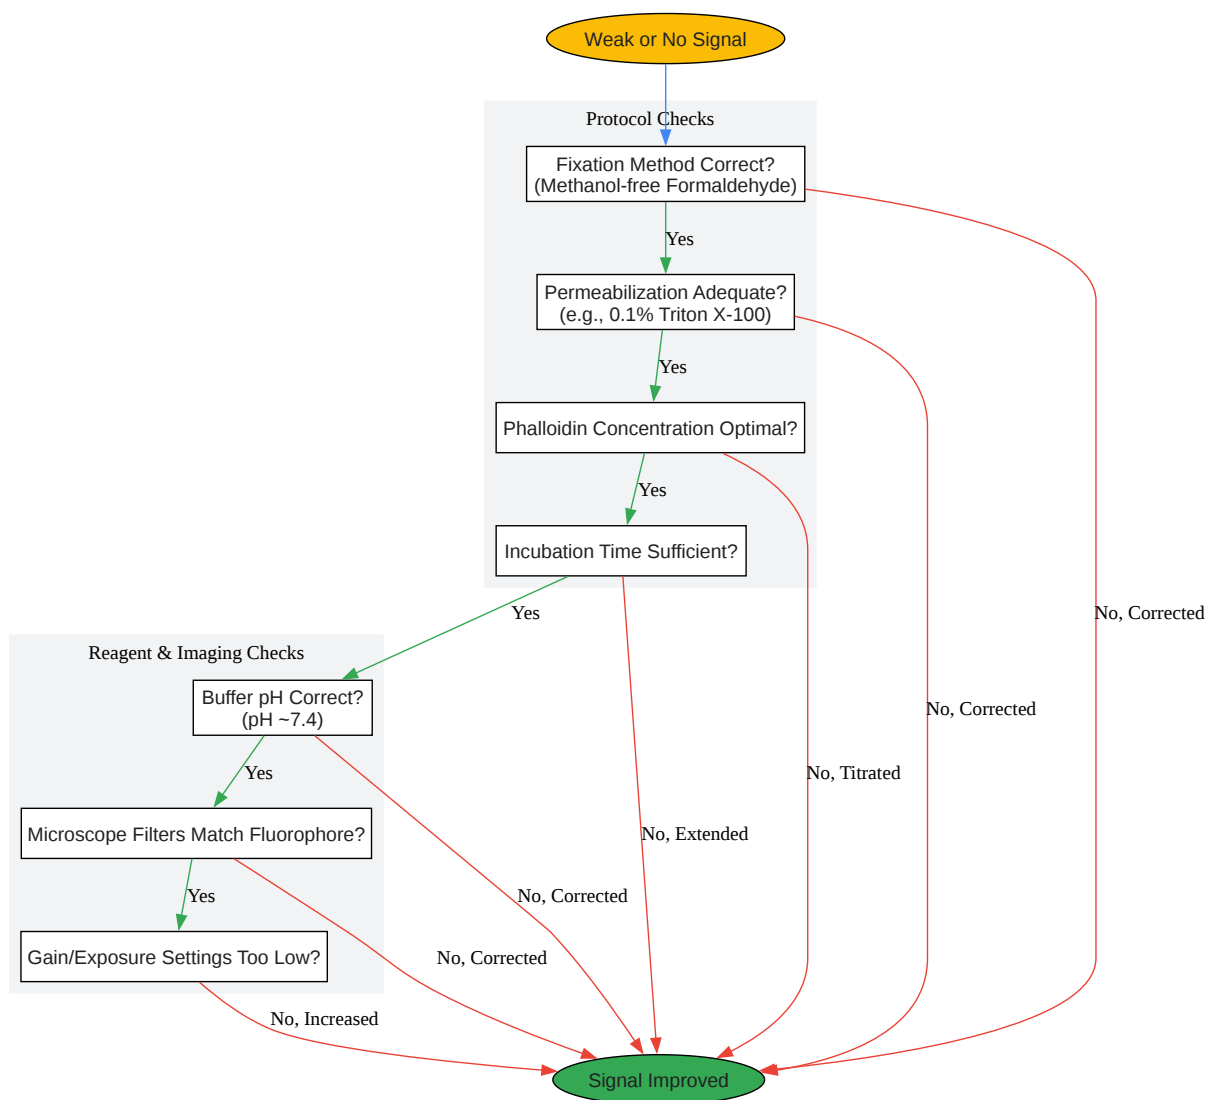 Weak or No Signal
Protocol Checks
Fixation Method Correct?
(Methanol-free Formaldehyde)
Yes
Permeabilization Adequate?
(e.g., 0.1% Triton X-100)
Yes
Phalloidin Concentration Optimal?
Yes
Incubation Time Sufficient?
Yes
No, Corrected
Reagent & Imaging Checks
Buffer pH Correct?
(pH ~7.4)
No, Corrected
Yes
No, Titrated
Microscope Filters Match Fluorophore?
No, Extended
Yes
No, Corrected
Gain/Exposure Settings Too Low?
No, Corrected
No, Increased
Signal Improved